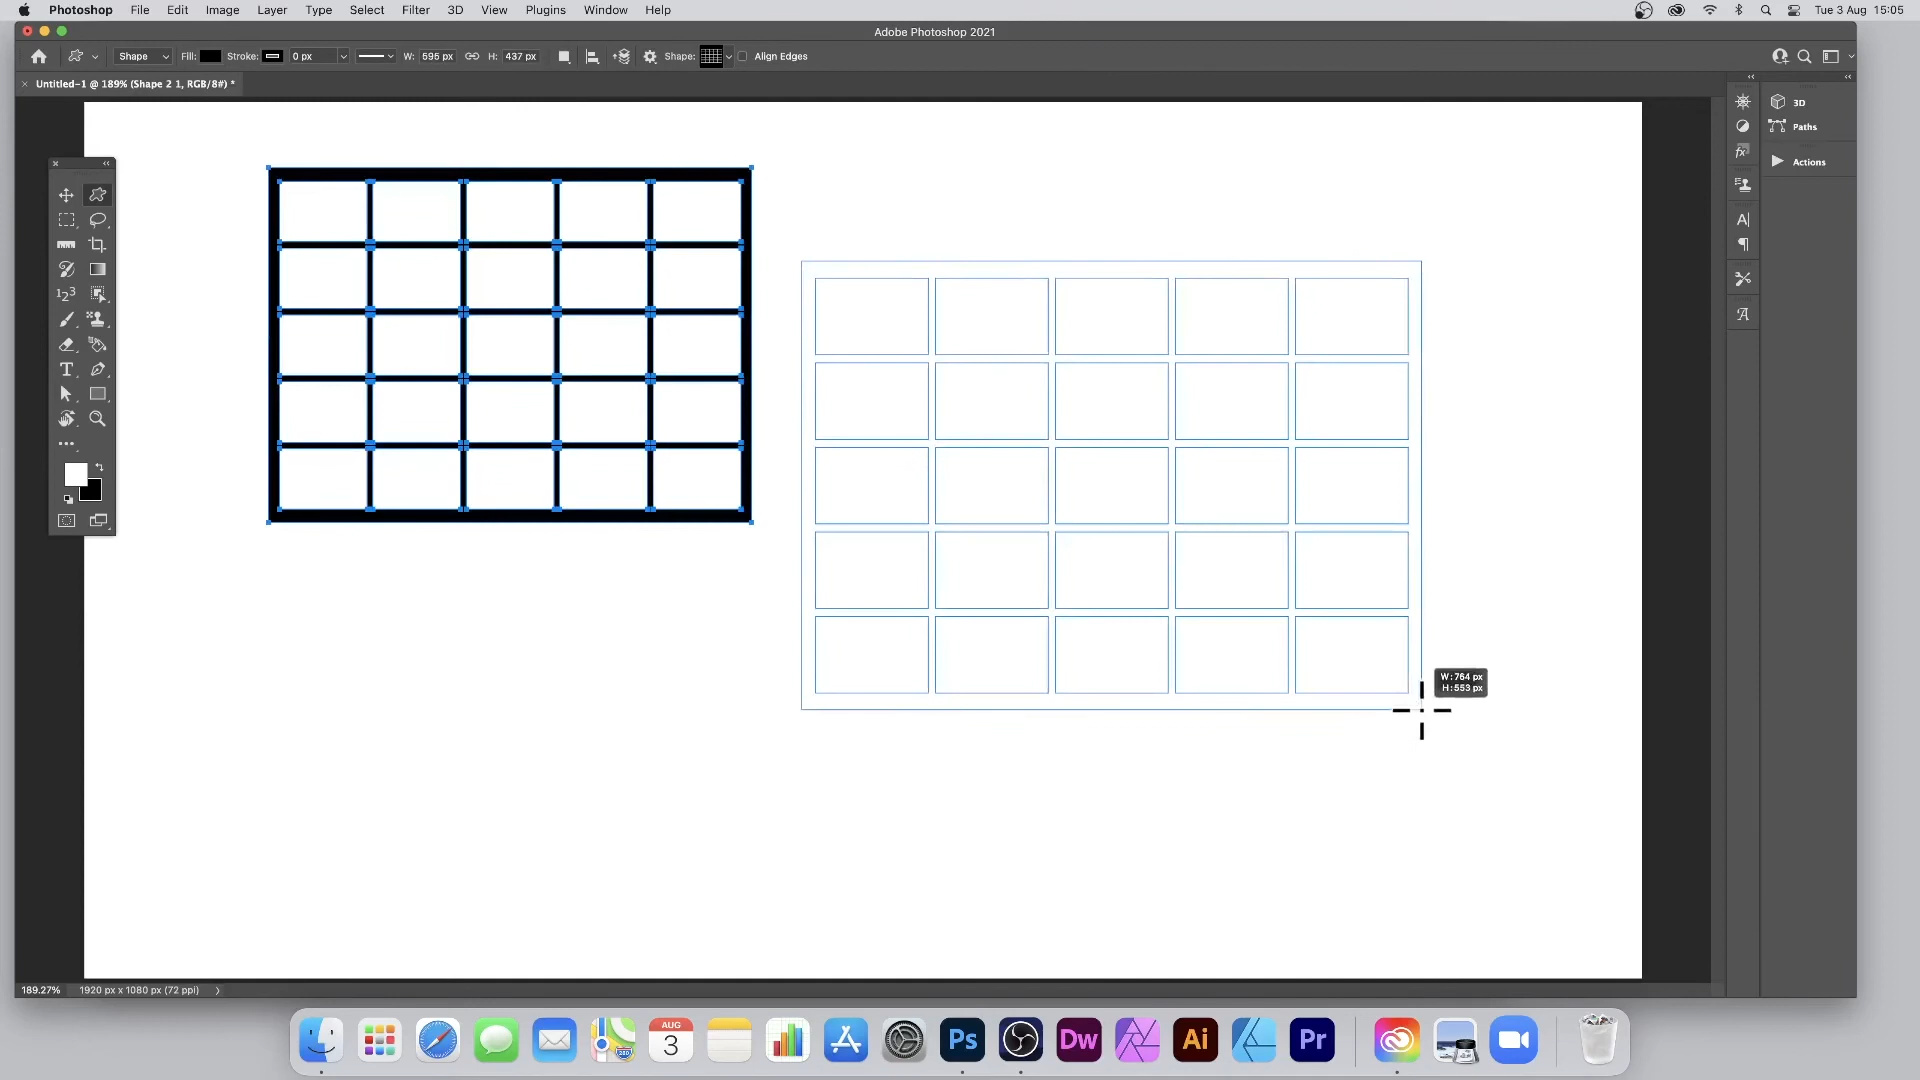 Photoshop File Edit Image Layer Type Select Filter 3D View Plugins Window Help Tue 3 Aug 15:05
Adobe Photoshop 2021
Shape Fill: Stroke: 0 px W: 595 px H: 437 px Shape: Align Edges
Untitled-1 @ 189% (Shape 2 1, RGB/8#) *
3D
Paths
Actions
W: 764 px
H: 553 px
189.27% 1920 px x 1080 px (72 ppi)
AUG
3
280
Ps Dw Ai Pr